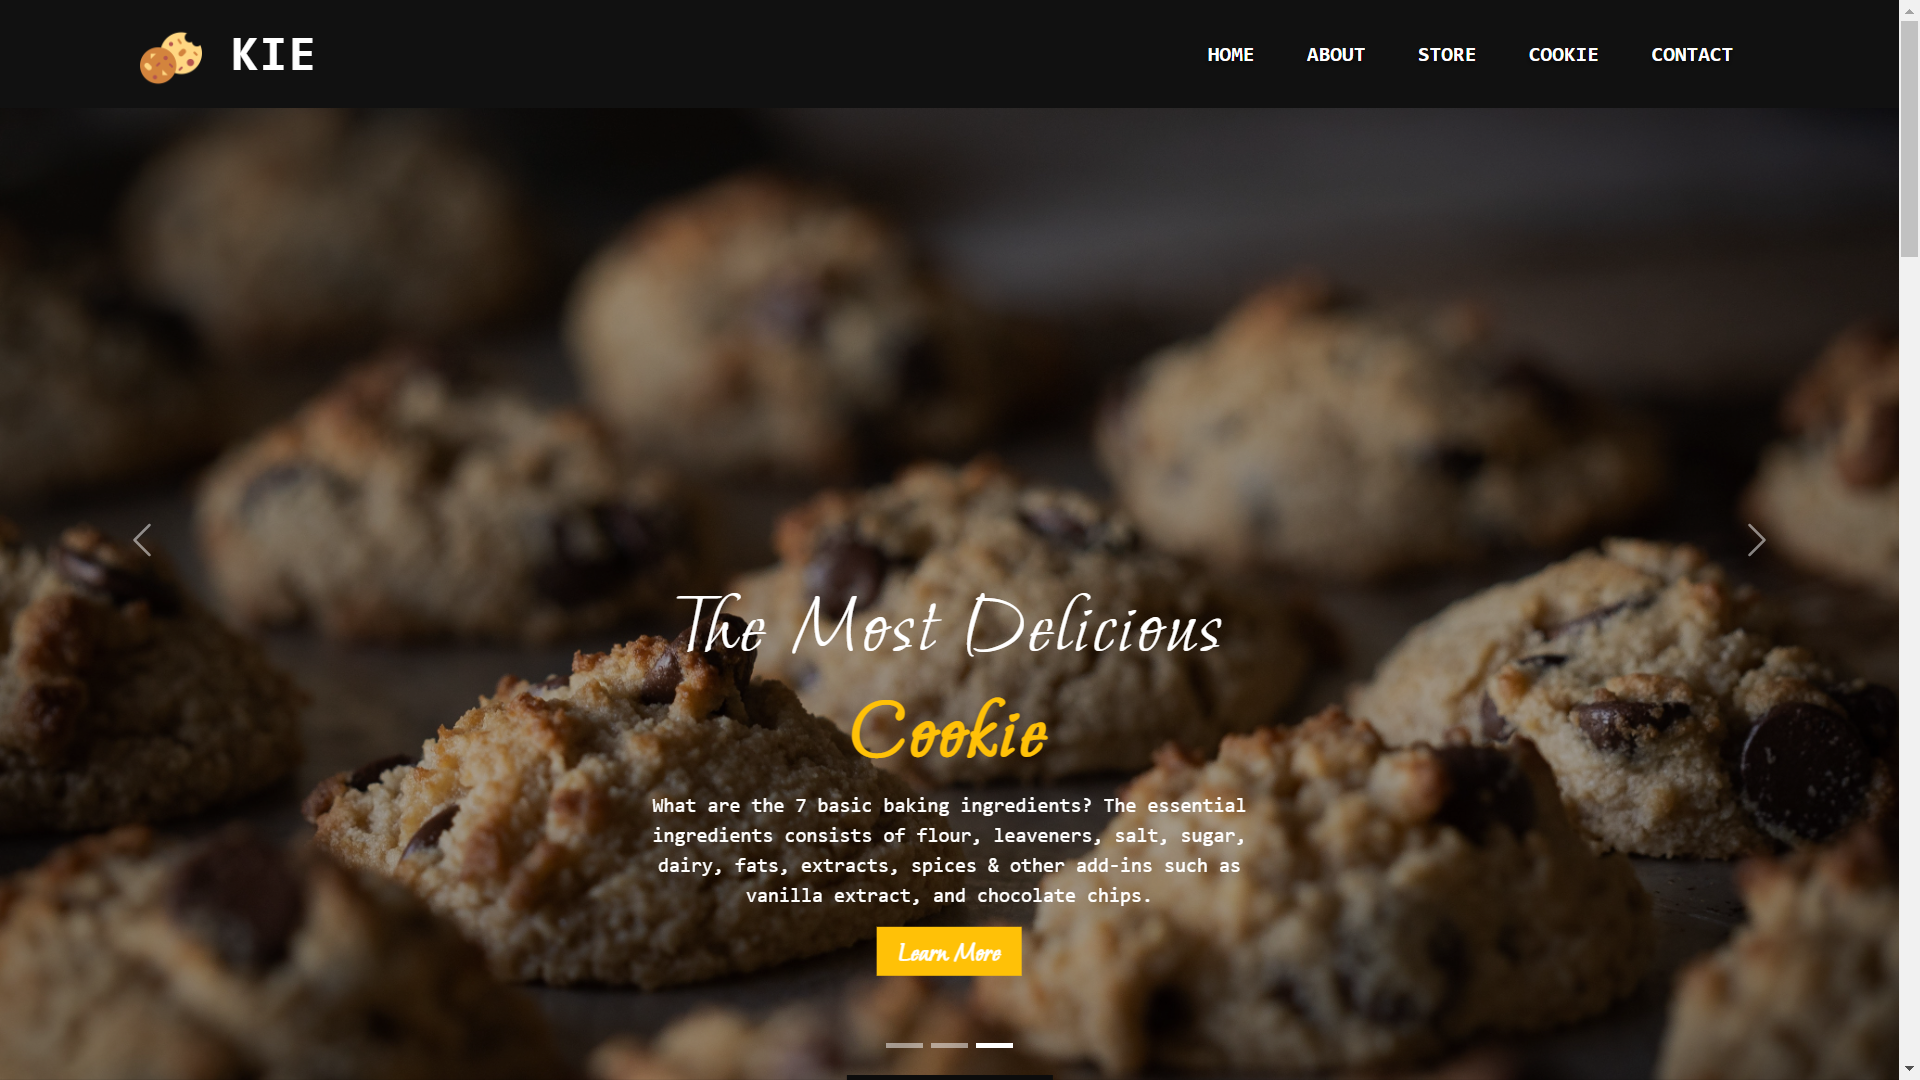 KIE
HOME ABOUT STORE COOKIE CONTACT
The Most Delicious
Cookie
What are the 7 basic baking ingredients? The essential
ingredients consists of flour, leaveners, salt, sugar,
dairy, fats, extracts, spices & other add-ins such as
vanilla extract, and chocolate chips.
Learn More